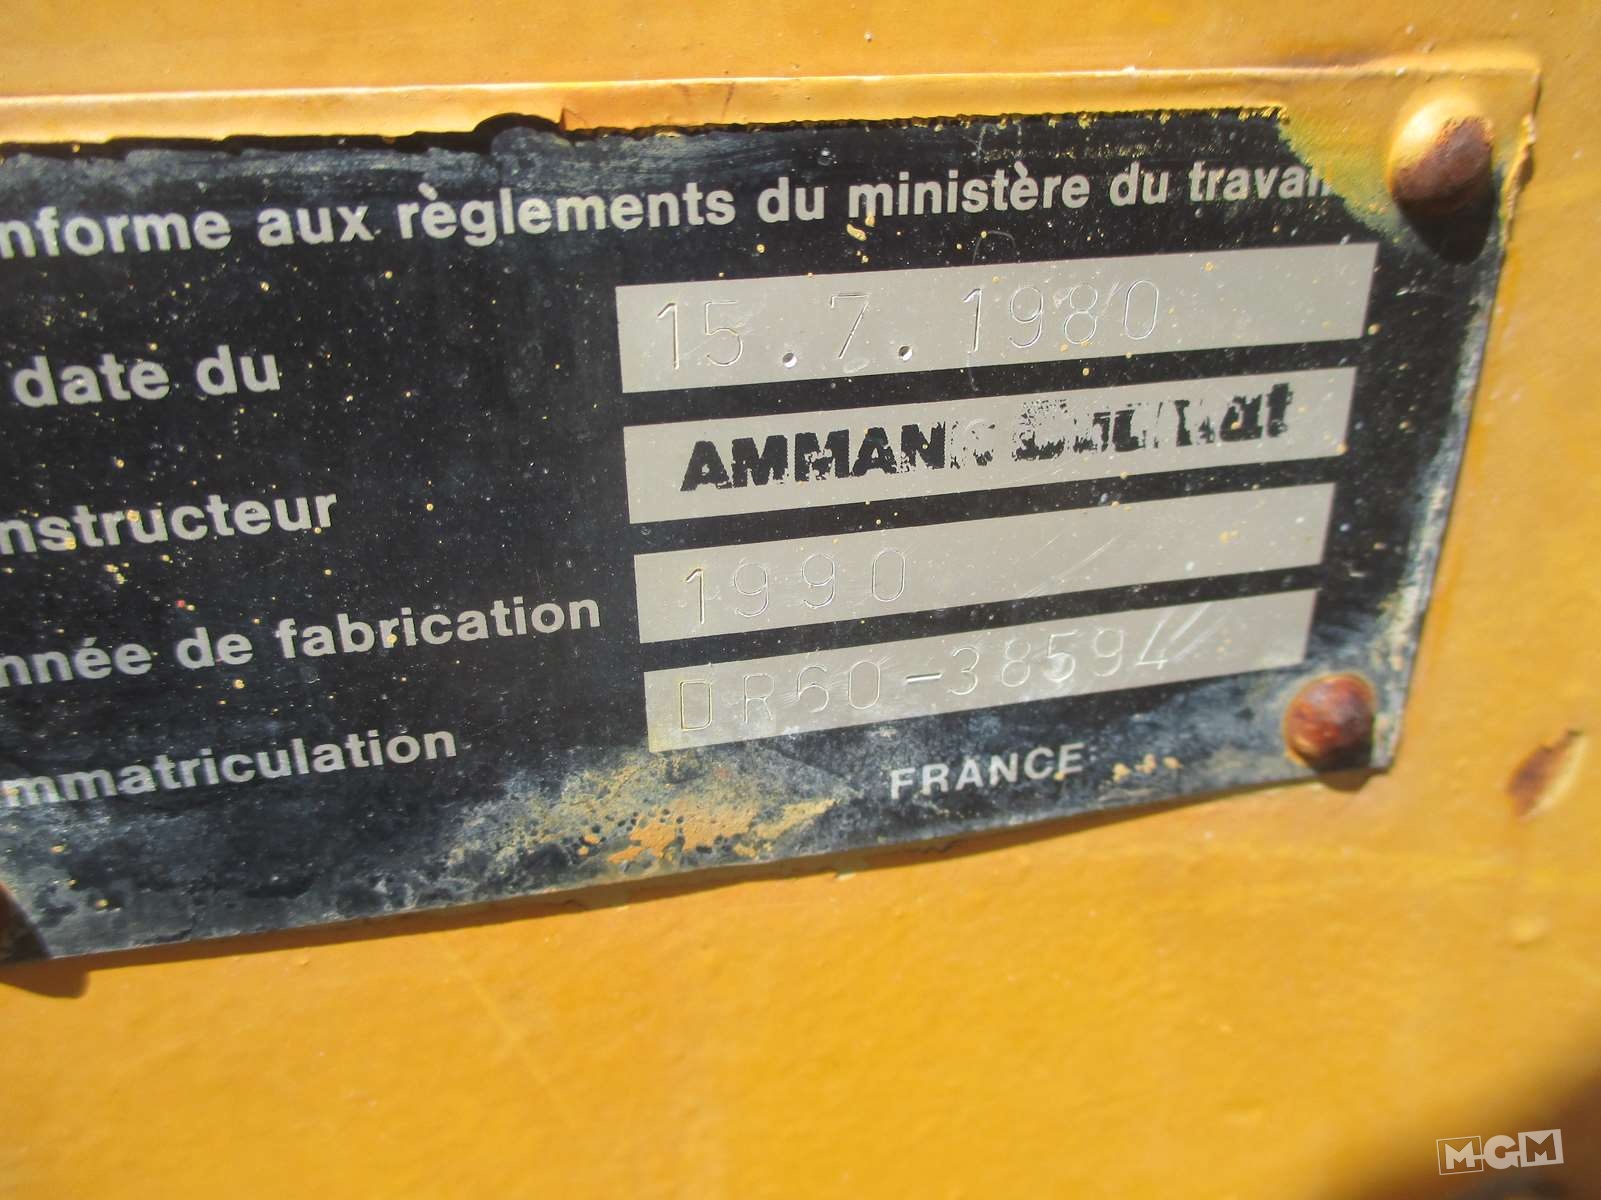 nforme aux règlements du ministère du travai
date du 15.7.1980
nstructeur AMMANN
nnée de fabrication 1990
mmatriculation DR60-38594
FRANCE
MGM